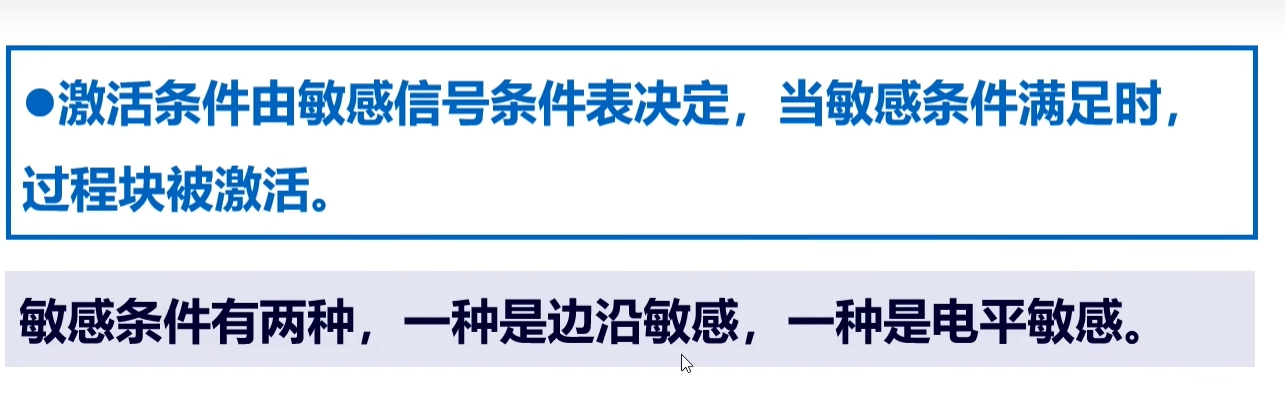 ●激活条件由敏感信号条件表决定，当敏感条件满足时，
过程块被激活。
敏感条件有两种，一种是边沿敏感，一种是电平敏感。